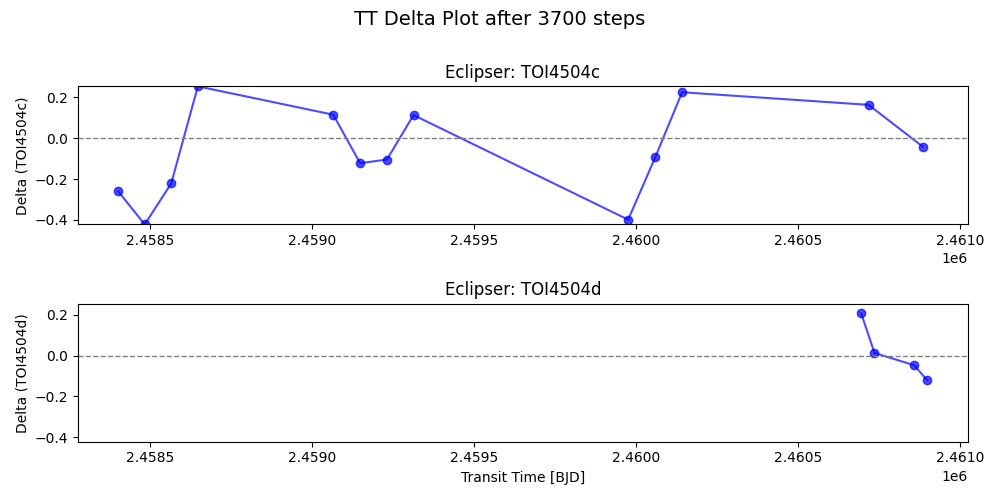 TT Delta Plot after 3700 steps
Eclipser: TOI4504c
Delta (TOI4504c)
0.2
0.0
−0.2
−0.4
2.4585 2.4590 2.4595 2.4600 2.4605 2.4610
1e6
Eclipser: TOI4504d
Delta (TOI4504d)
0.2
0.0
−0.2
−0.4
2.4585 2.4590 2.4595 2.4600 2.4605 2.4610
1e6
Transit Time [BJD]